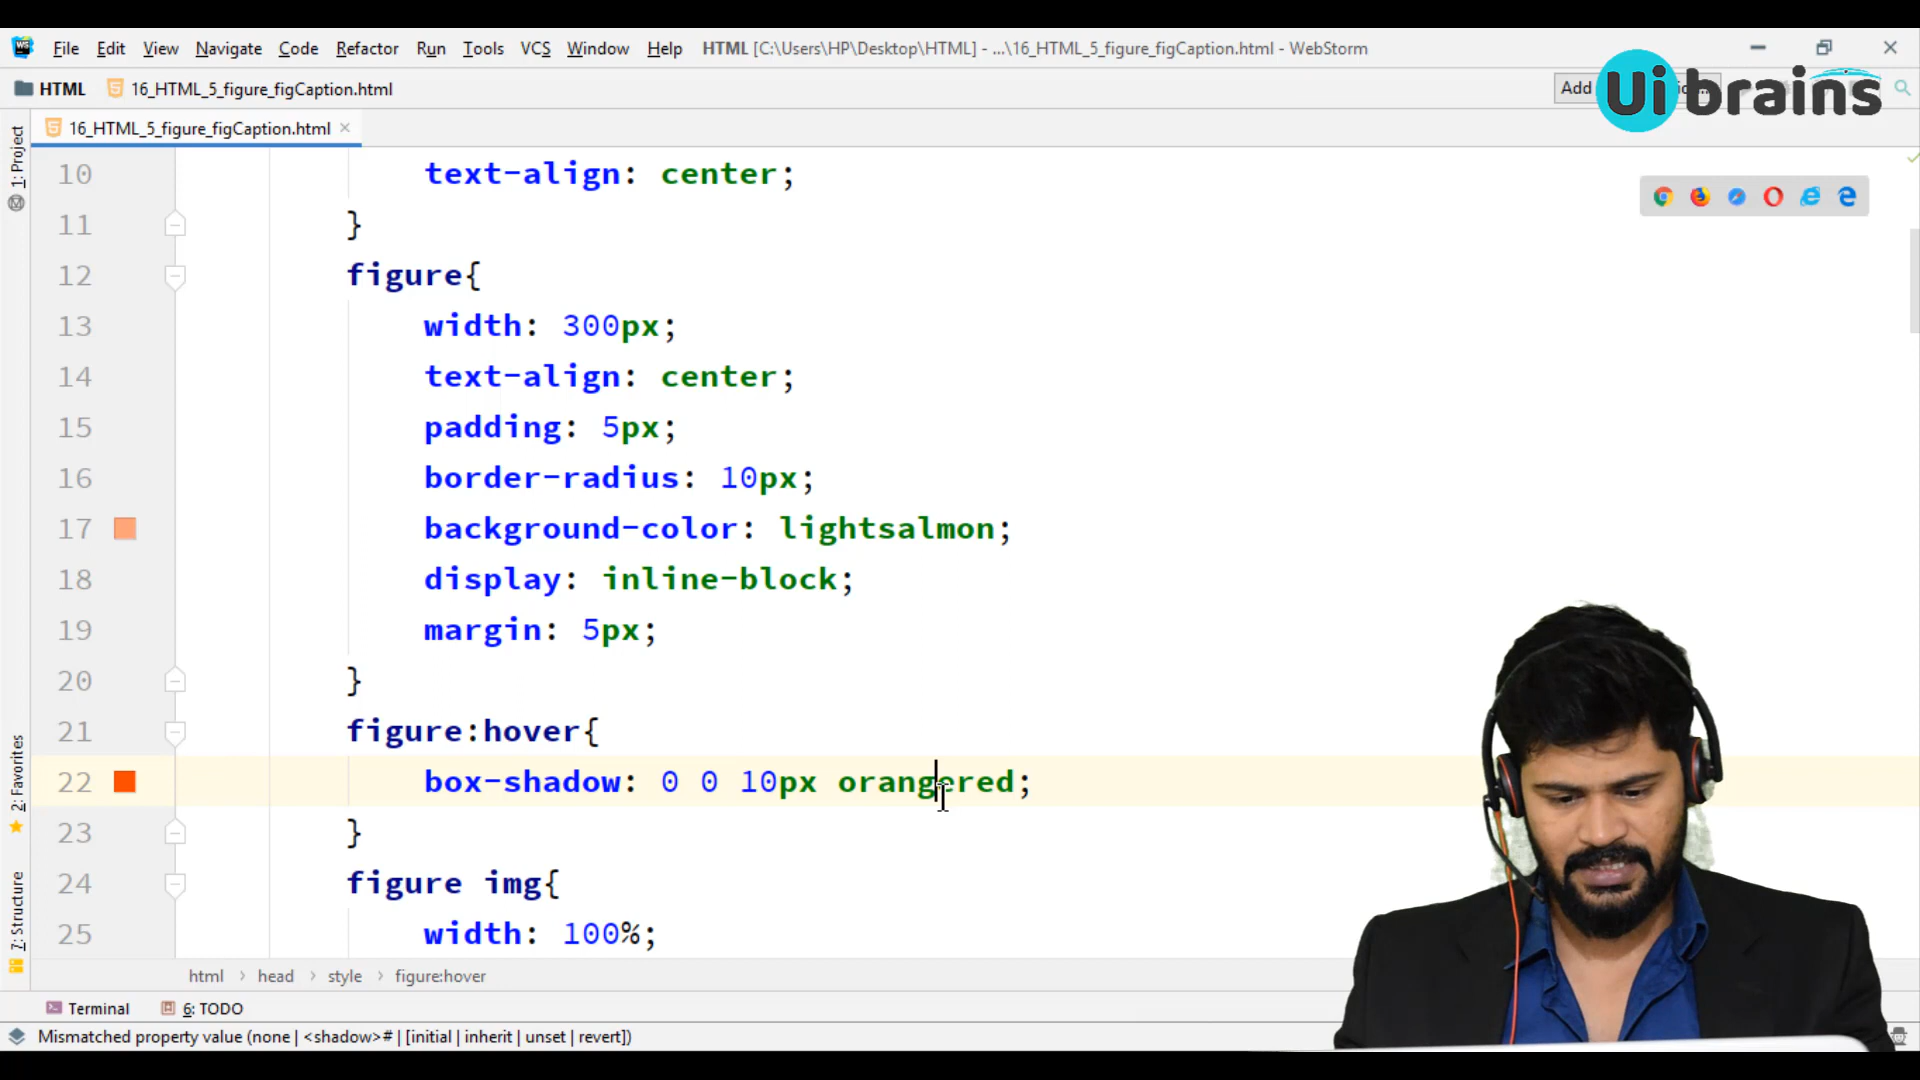 File Edit View Navigate Code Refactor Run Tools VCS Window Help HTML [C:\Users\HP\Desktop\HTML] - ...\16_HTML_5_figure_figCaption.html - WebStorm
HTML 16_HTML_5_figure_figCaption.html Add
Ui brains
16_HTML_5_figure_figCaption.html
1: Project
10 text-align: center;
11 }
12 figure{
13 width: 300px;
14 text-align: center;
15 padding: 5px;
16 border-radius: 10px;
17 background-color: lightsalmon;
18 display: inline-block;
19 margin: 5px;
20 }
21 figure:hover{
22 box-shadow: 0 0 10px orangered;
23 }
24 figure img{
25 width: 100%;
2: Favorites
7: Structure
html › head › style › figure:hover
Terminal 6: TODO
Mismatched property value (none | <shadow># | [initial | inherit | unset | revert])